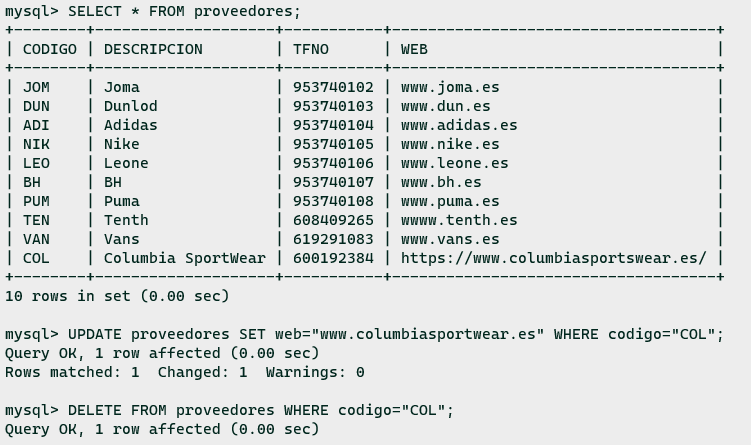 mysql> SELECT * FROM proveedores;
+--------+--------------------+-----------+------------------------------------+
| CODIGO | DESCRIPCION        | TFNO      | WEB                                |
+--------+--------------------+-----------+------------------------------------+
| JOM    | Joma               | 953740102 | www.joma.es                        |
| DUN    | Dunlod             | 953740103 | www.dun.es                         |
| ADI    | Adidas             | 953740104 | www.adidas.es                      |
| NIK    | Nike               | 953740105 | www.nike.es                        |
| LEO    | Leone              | 953740106 | www.leone.es                       |
| BH     | BH                 | 953740107 | www.bh.es                          |
| PUM    | Puma               | 953740108 | www.puma.es                        |
| TEN    | Tenth              | 608409265 | wwww.tenth.es                      |
| VAN    | Vans               | 619291083 | www.vans.es                        |
| COL    | Columbia SportWear | 600192384 | https://www.columbiasportswear.es/ |
+--------+--------------------+-----------+------------------------------------+
10 rows in set (0.00 sec)
mysql> UPDATE proveedores SET web="www.columbiasportwear.es" WHERE codigo="COL";
Query OK, 1 row affected (0.00 sec)
Rows matched: 1  Changed: 1  Warnings: 0
mysql> DELETE FROM proveedores WHERE codigo="COL";
Query OK, 1 row affected (0.00 sec)